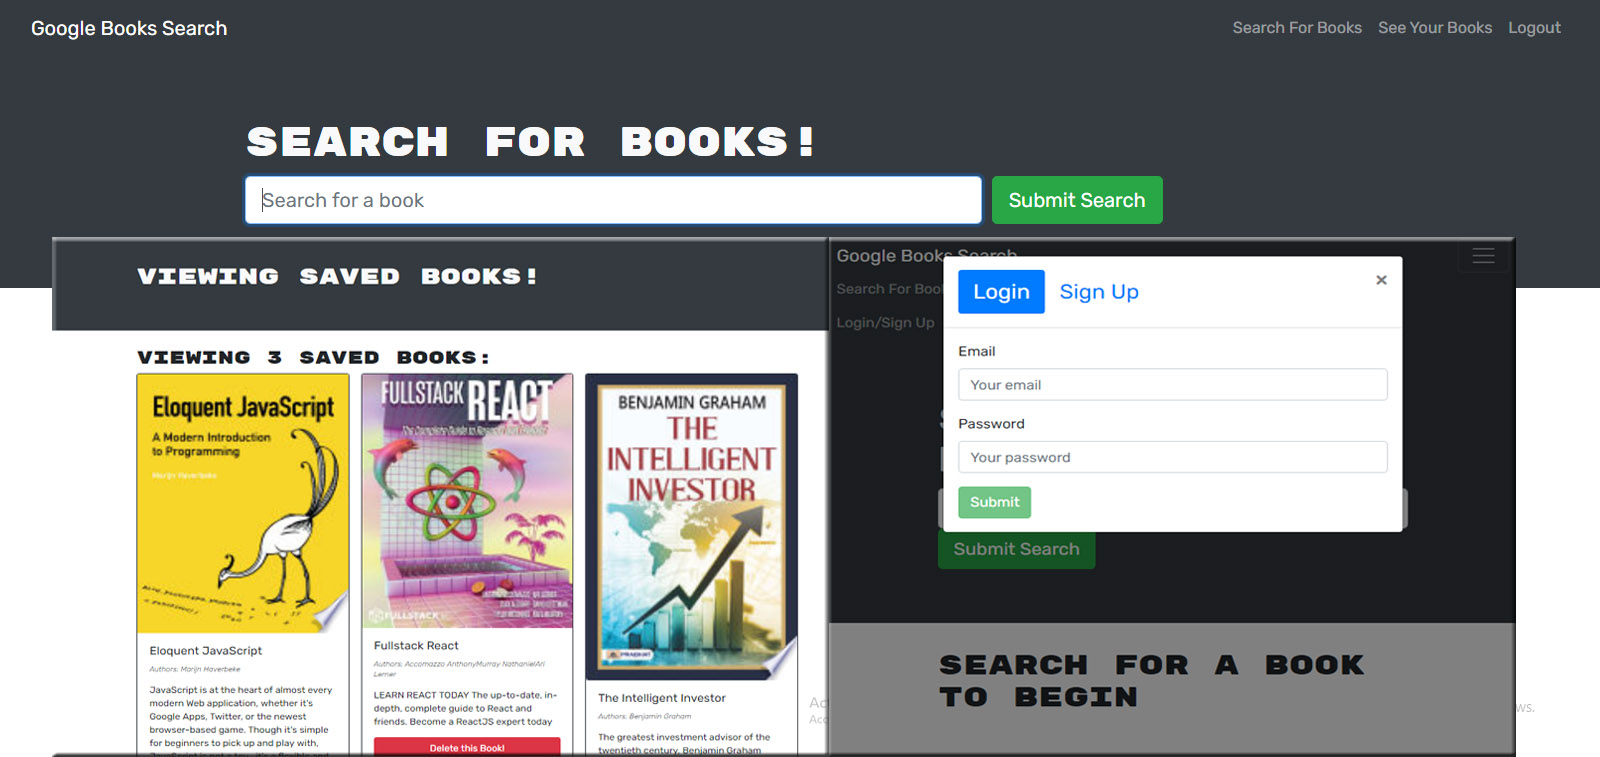 Google Books Search
Search For Books See Your Books Logout
SEARCH FOR BOOKS!
Search for a book
Submit Search
VIEWING SAVED BOOKS!
VIEWING 3 SAVED BOOKS:
Eloquent JavaScript
A Modern Introduction
to Programming
Marijn Haverbeke
Eloquent JavaScript
Authors: Marijn Haverbeke
JavaScript is at the heart of almost every
modern Web application, whether it's
Google Apps, Twitter, or the newest
browser-based game. Though it's simple
for beginners to pick up and play with,
FULLSTACK
REACT
The Complete Guide to
FULLSTACK
Fullstack React
Authors: Accomazzo AnthonyMurray NathanielAri
Lerner
LEARN REACT TODAY The up-to-date, in-
depth, complete guide to React and
friends. Become a ReactJS expert today
Delete this Book!
BENJAMIN GRAHAM
THE
INTELLIGENT
INVESTOR
PRABHAT
The Intelligent Investor
Authors: Benjamin Graham
The greatest investment advisor of the
twentieth century, Benjamin Graham
Google Books Search
Search For Boo
Login/Sign Up
Login Sign Up ×
Email
Your email
Password
Your password
Submit
Submit Search
SEARCH FOR A BOOK
TO BEGIN
ws.